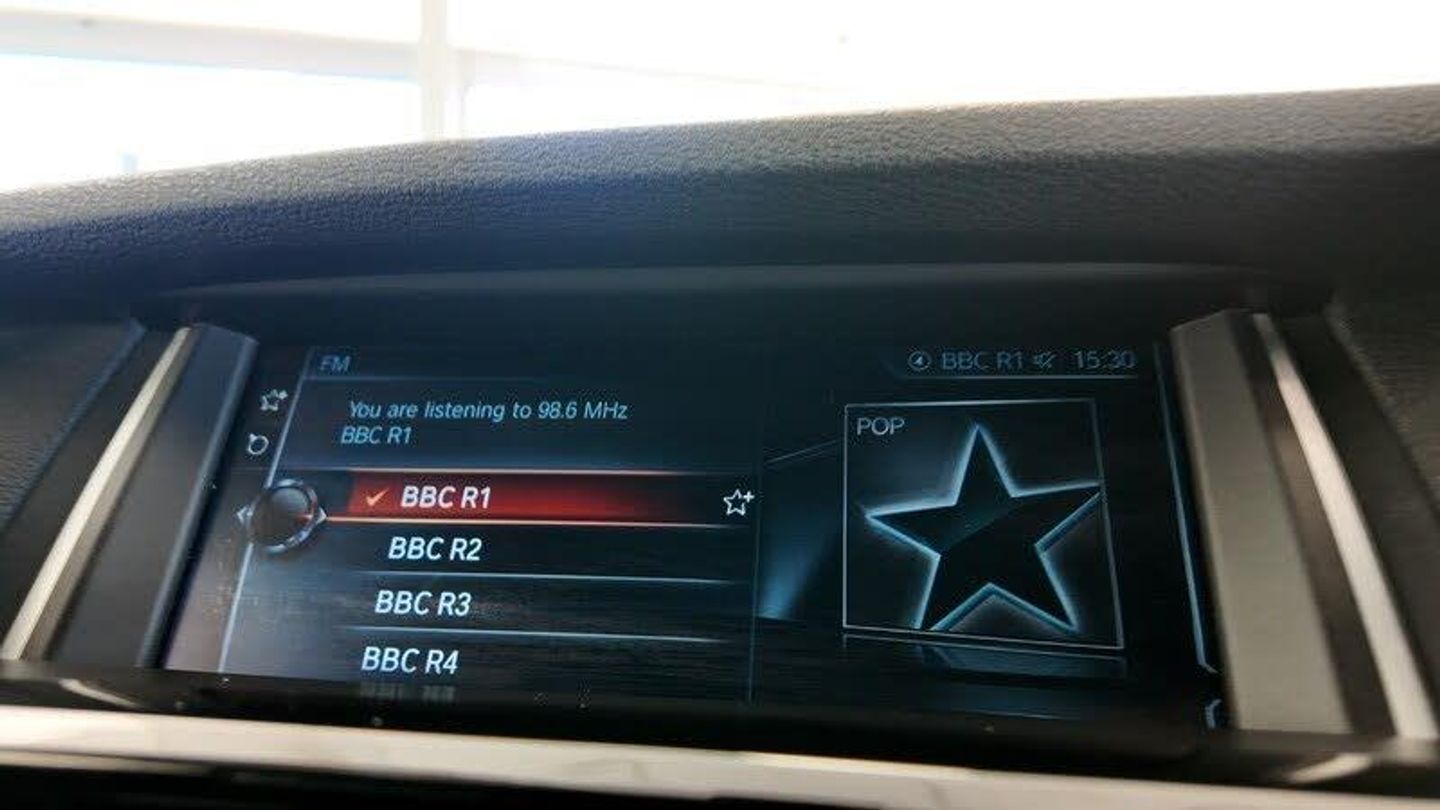 FM
BBC R1 15:30
You are listening to 98.6 MHz
BBC R1
POP
BBC R1
BBC R2
BBC R3
BBC R4